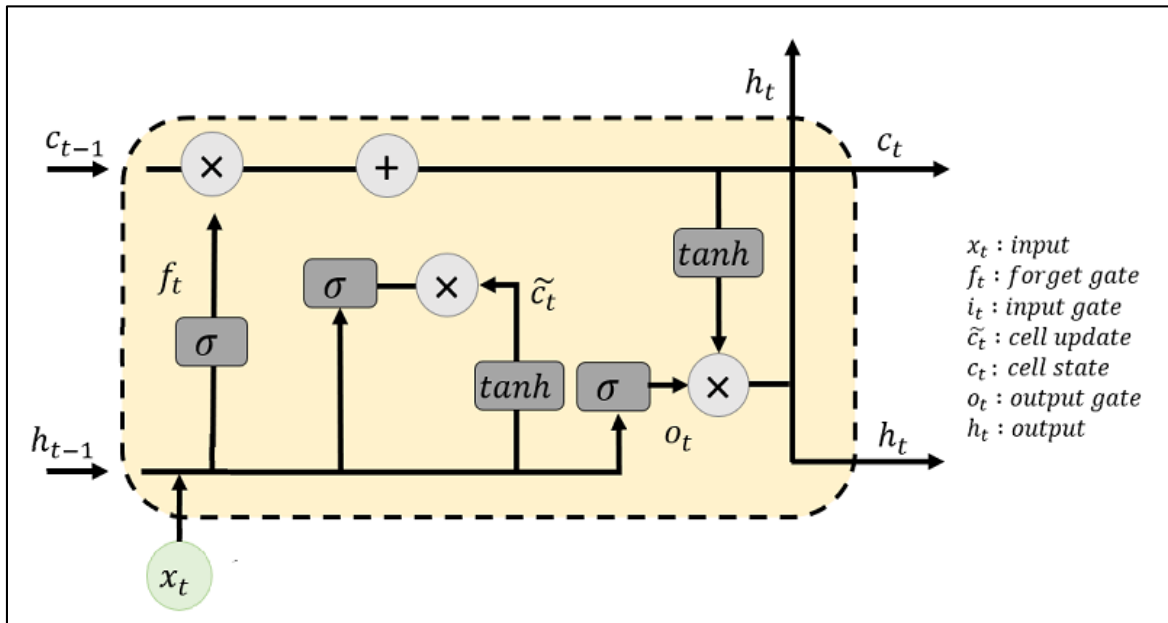 h_t
c_{t-1}
×
+
c_t
tanh
f_t
σ
×
c̃_t
σ
tanh
σ
×
o_t
h_{t-1}
h_t
x_t
x_t : input
f_t : forget gate
i_t : input gate
c̃_t : cell update
c_t : cell state
o_t : output gate
h_t : output